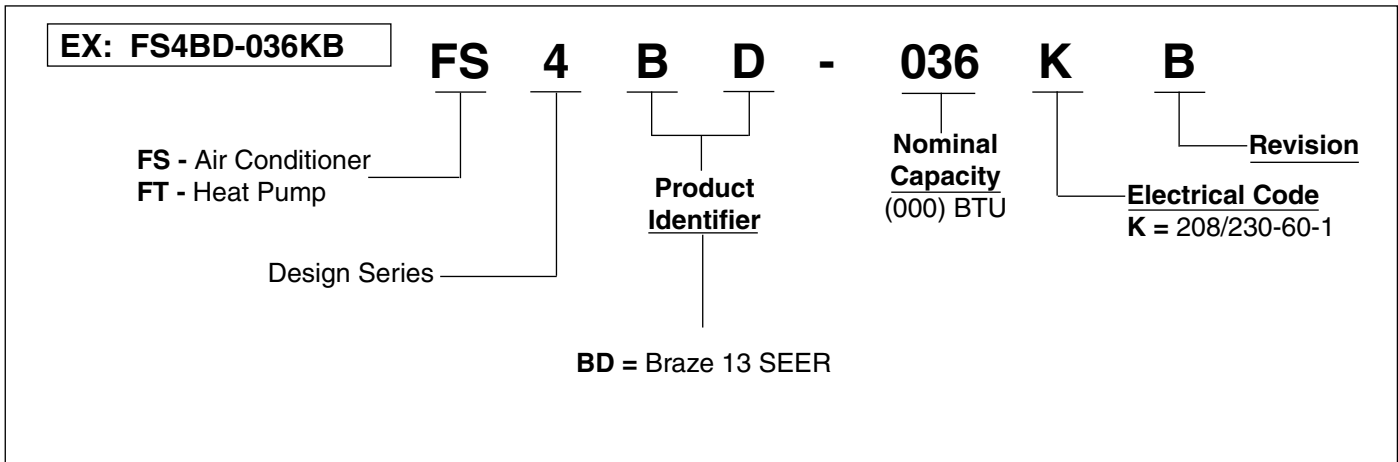 EX: FS4BD-036KB
FS 4 B D - 036 K B
FS - Air Conditioner
FT - Heat Pump
Design Series
Product
Identifier
BD = Braze 13 SEER
Nominal
Capacity
(000) BTU
Electrical Code
K = 208/230-60-1
Revision